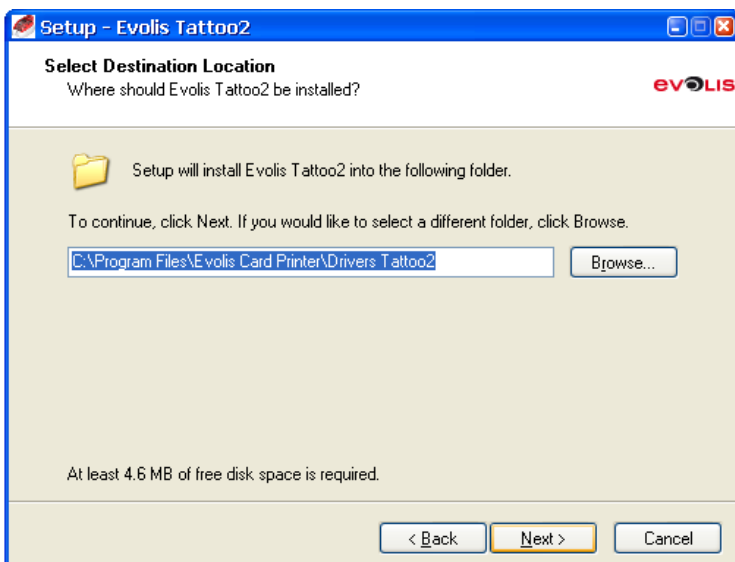 Setup - Evolis Tattoo2
Select Destination Location
Where should Evolis Tattoo2 be installed?
evolis
Setup will install Evolis Tattoo2 into the following folder.
To continue, click Next. If you would like to select a different folder, click Browse.
C:\Program Files\Evolis Card Printer\Drivers Tattoo2
Browse...
At least 4.6 MB of free disk space is required.
< Back
Next >
Cancel